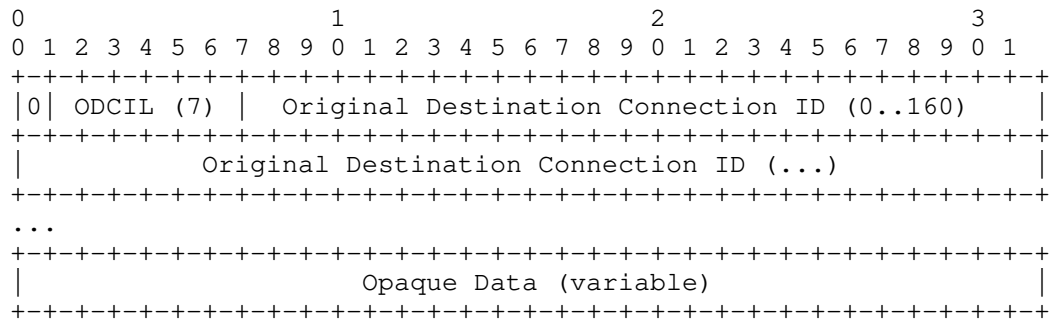 0                   1                   2                   3
0 1 2 3 4 5 6 7 8 9 0 1 2 3 4 5 6 7 8 9 0 1 2 3 4 5 6 7 8 9 0 1
+-+-+-+-+-+-+-+-+-+-+-+-+-+-+-+-+-+-+-+-+-+-+-+-+-+-+-+-+-+-+-+-+
|0| ODCIL (7) |  Original Destination Connection ID (0..160)    |
+-+-+-+-+-+-+-+-+-+-+-+-+-+-+-+-+-+-+-+-+-+-+-+-+-+-+-+-+-+-+-+-+
|           Original Destination Connection ID (...)            |
+-+-+-+-+-+-+-+-+-+-+-+-+-+-+-+-+-+-+-+-+-+-+-+-+-+-+-+-+-+-+-+-+
...
+-+-+-+-+-+-+-+-+-+-+-+-+-+-+-+-+-+-+-+-+-+-+-+-+-+-+-+-+-+-+-+-+
|                     Opaque Data (variable)                    |
+-+-+-+-+-+-+-+-+-+-+-+-+-+-+-+-+-+-+-+-+-+-+-+-+-+-+-+-+-+-+-+-+